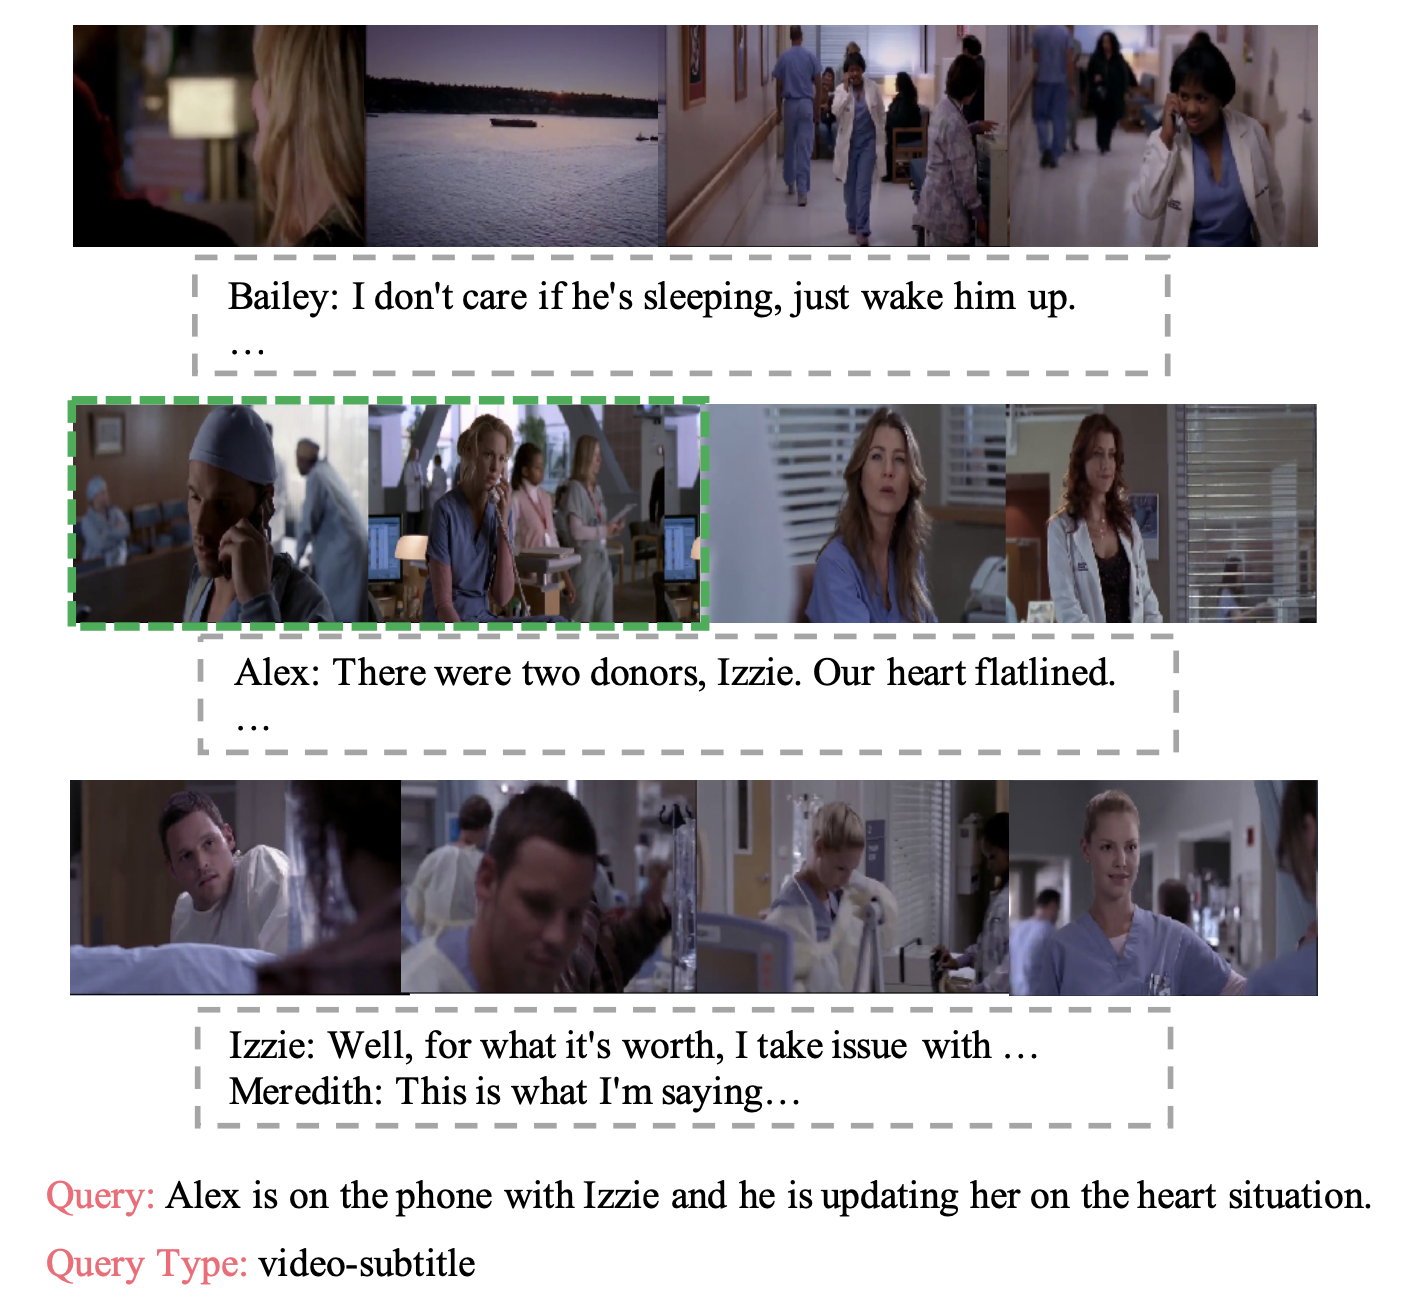 Bailey: I don't care if he's sleeping, just wake him up.
…
Alex: There were two donors, Izzie. Our heart flatlined.
…
Izzie: Well, for what it's worth, I take issue with …
Meredith: This is what I'm saying…
Query: Alex is on the phone with Izzie and he is updating her on the heart situation.
Query Type: video-subtitle